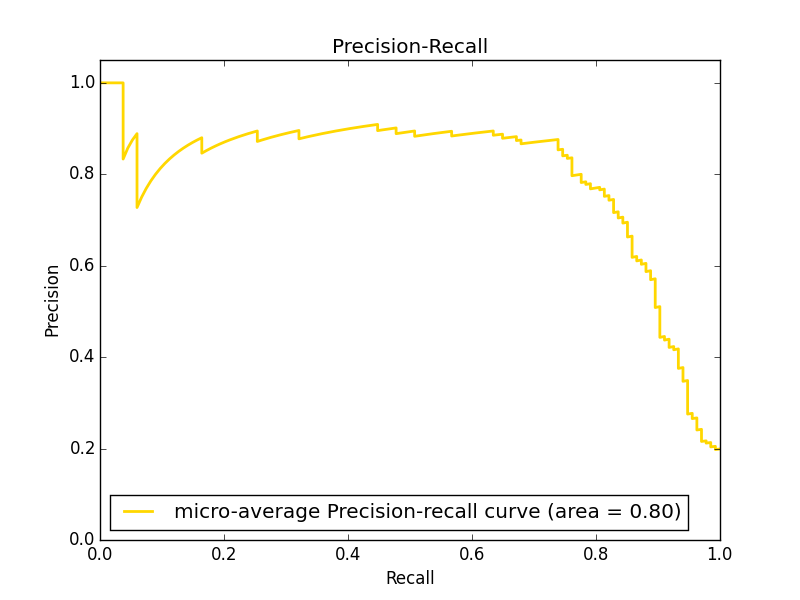 Precision-Recall
1.0
0.8
0.6
0.4
0.2
0.0
Precision
micro-average Precision-recall curve (area = 0.80)
0.0 0.2 0.4 0.6 0.8 1.0
Recall